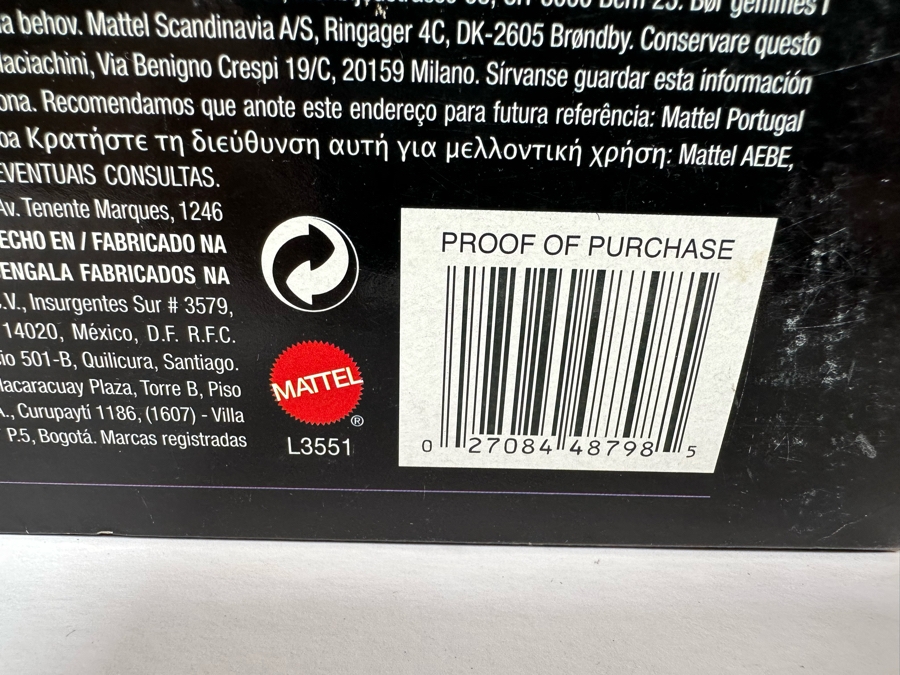 a behov. Mattel Scandinavia A/S, Ringager 4C, DK-2605 Brøndby. Conservare questo
Maciachini, Via Benigno Crespi 19/C, 20159 Milano. Sírvanse guardar esta información
ona. Recomendamos que anote este endereço para futura referência: Mattel Portugal
oa Κρατήστε τη διεύθυνση αυτή για μελλοντική χρήση: Mattel AEBE,
EVENTUAIS CONSULTAS.
Av. Tenente Marques, 1246
ECHO EN / FABRICADO NA
ENGALA FABRICADOS NA
.V., Insurgentes Sur # 3579,
14020, México, D.F. R.F.C.
io 501-B, Quilicura, Santiago.
Macaracuay Plaza, Torre B, Piso
A., Curupaytí 1186, (1607) - Villa
P.5, Bogotá. Marcas registradas
MATTEL
®
L3551
PROOF OF PURCHASE
0 27084 48798 5